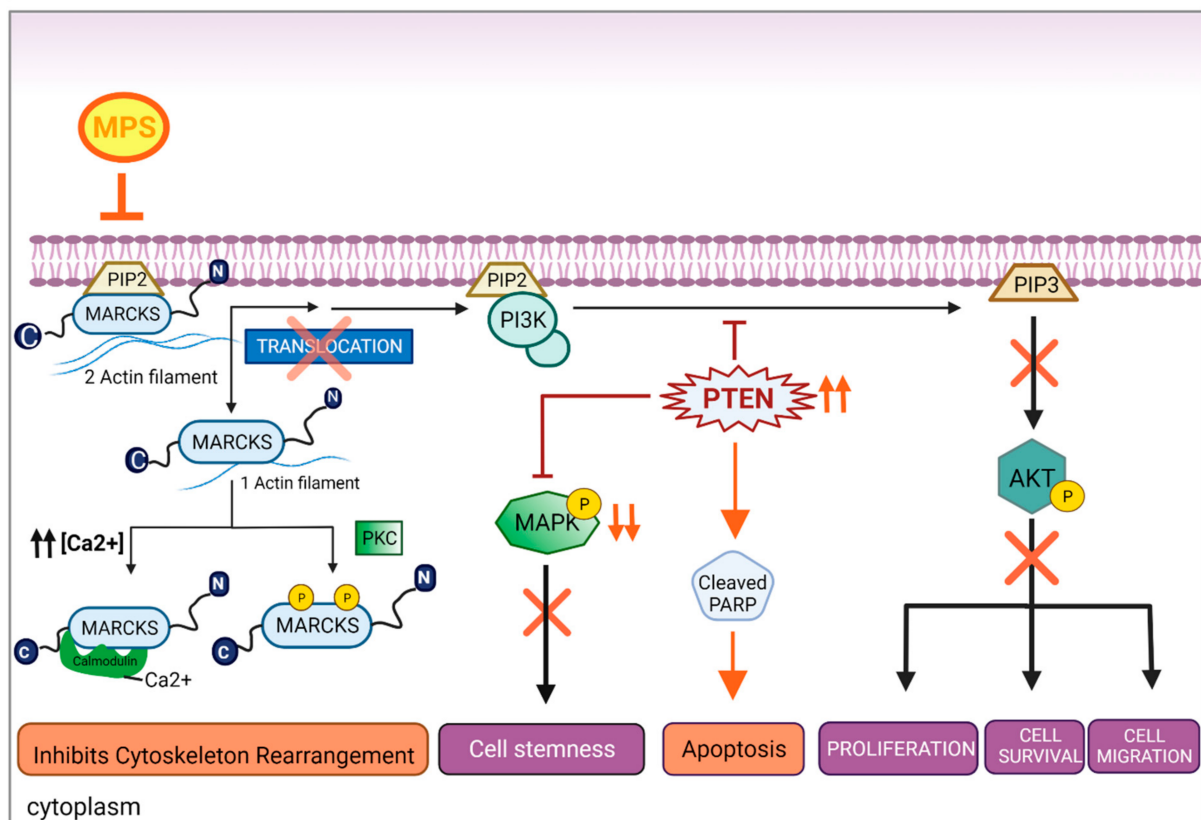 MPS
PIP2
MARCKS
N
C
2 Actin filament
TRANSLOCATION
PIP2
PI3K
PIP3
MARCKS
N
C
1 Actin filament
PTEN
MAPK
P
AKT
P
[Ca2+]
PKC
MARCKS
N
C
Calmodulin
Ca2+
P
P
MARCKS
N
C
Cleaved
PARP
Inhibits Cytoskeleton Rearrangement
Cell stemness
Apoptosis
PROLIFERATION
CELL
SURVIVAL
CELL
MIGRATION
cytoplasm